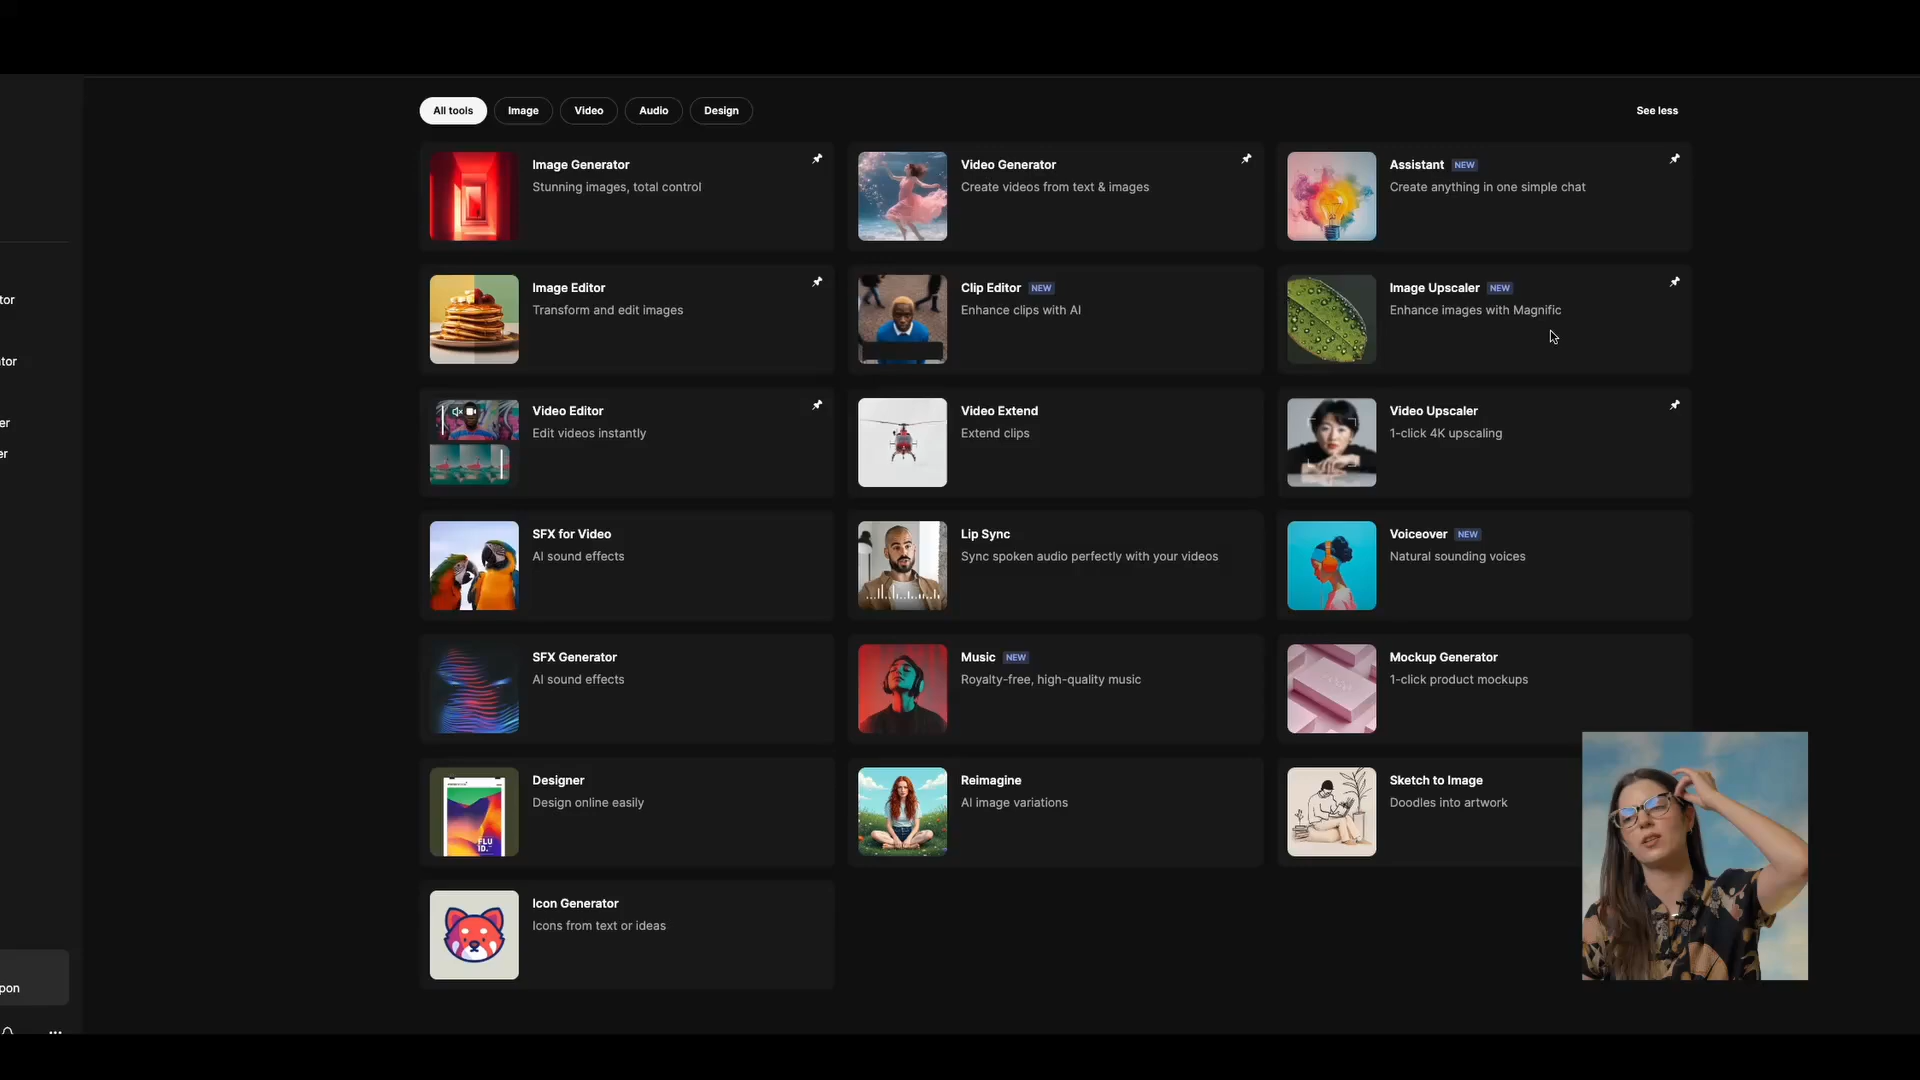 All tools
Image
Video
Audio
Design
See less
Image Generator
Stunning images, total control
Video Generator
Create videos from text & images
Assistant NEW
Create anything in one simple chat
tor
Image Editor
Transform and edit images
Clip Editor NEW
Enhance clips with AI
Image Upscaler NEW
Enhance images with Magnific
ator
er
er
Video Editor
Edit videos instantly
Video Extend
Extend clips
Video Upscaler
1-click 4K upscaling
SFX for Video
AI sound effects
Lip Sync
Sync spoken audio perfectly with your videos
Voiceover NEW
Natural sounding voices
SFX Generator
AI sound effects
Music NEW
Royalty-free, high-quality music
Mockup Generator
1-click product mockups
Designer
Design online easily
FLU
ID.
Reimagine
AI image variations
Sketch to Image
Doodles into artwork
Icon Generator
Icons from text or ideas
pon